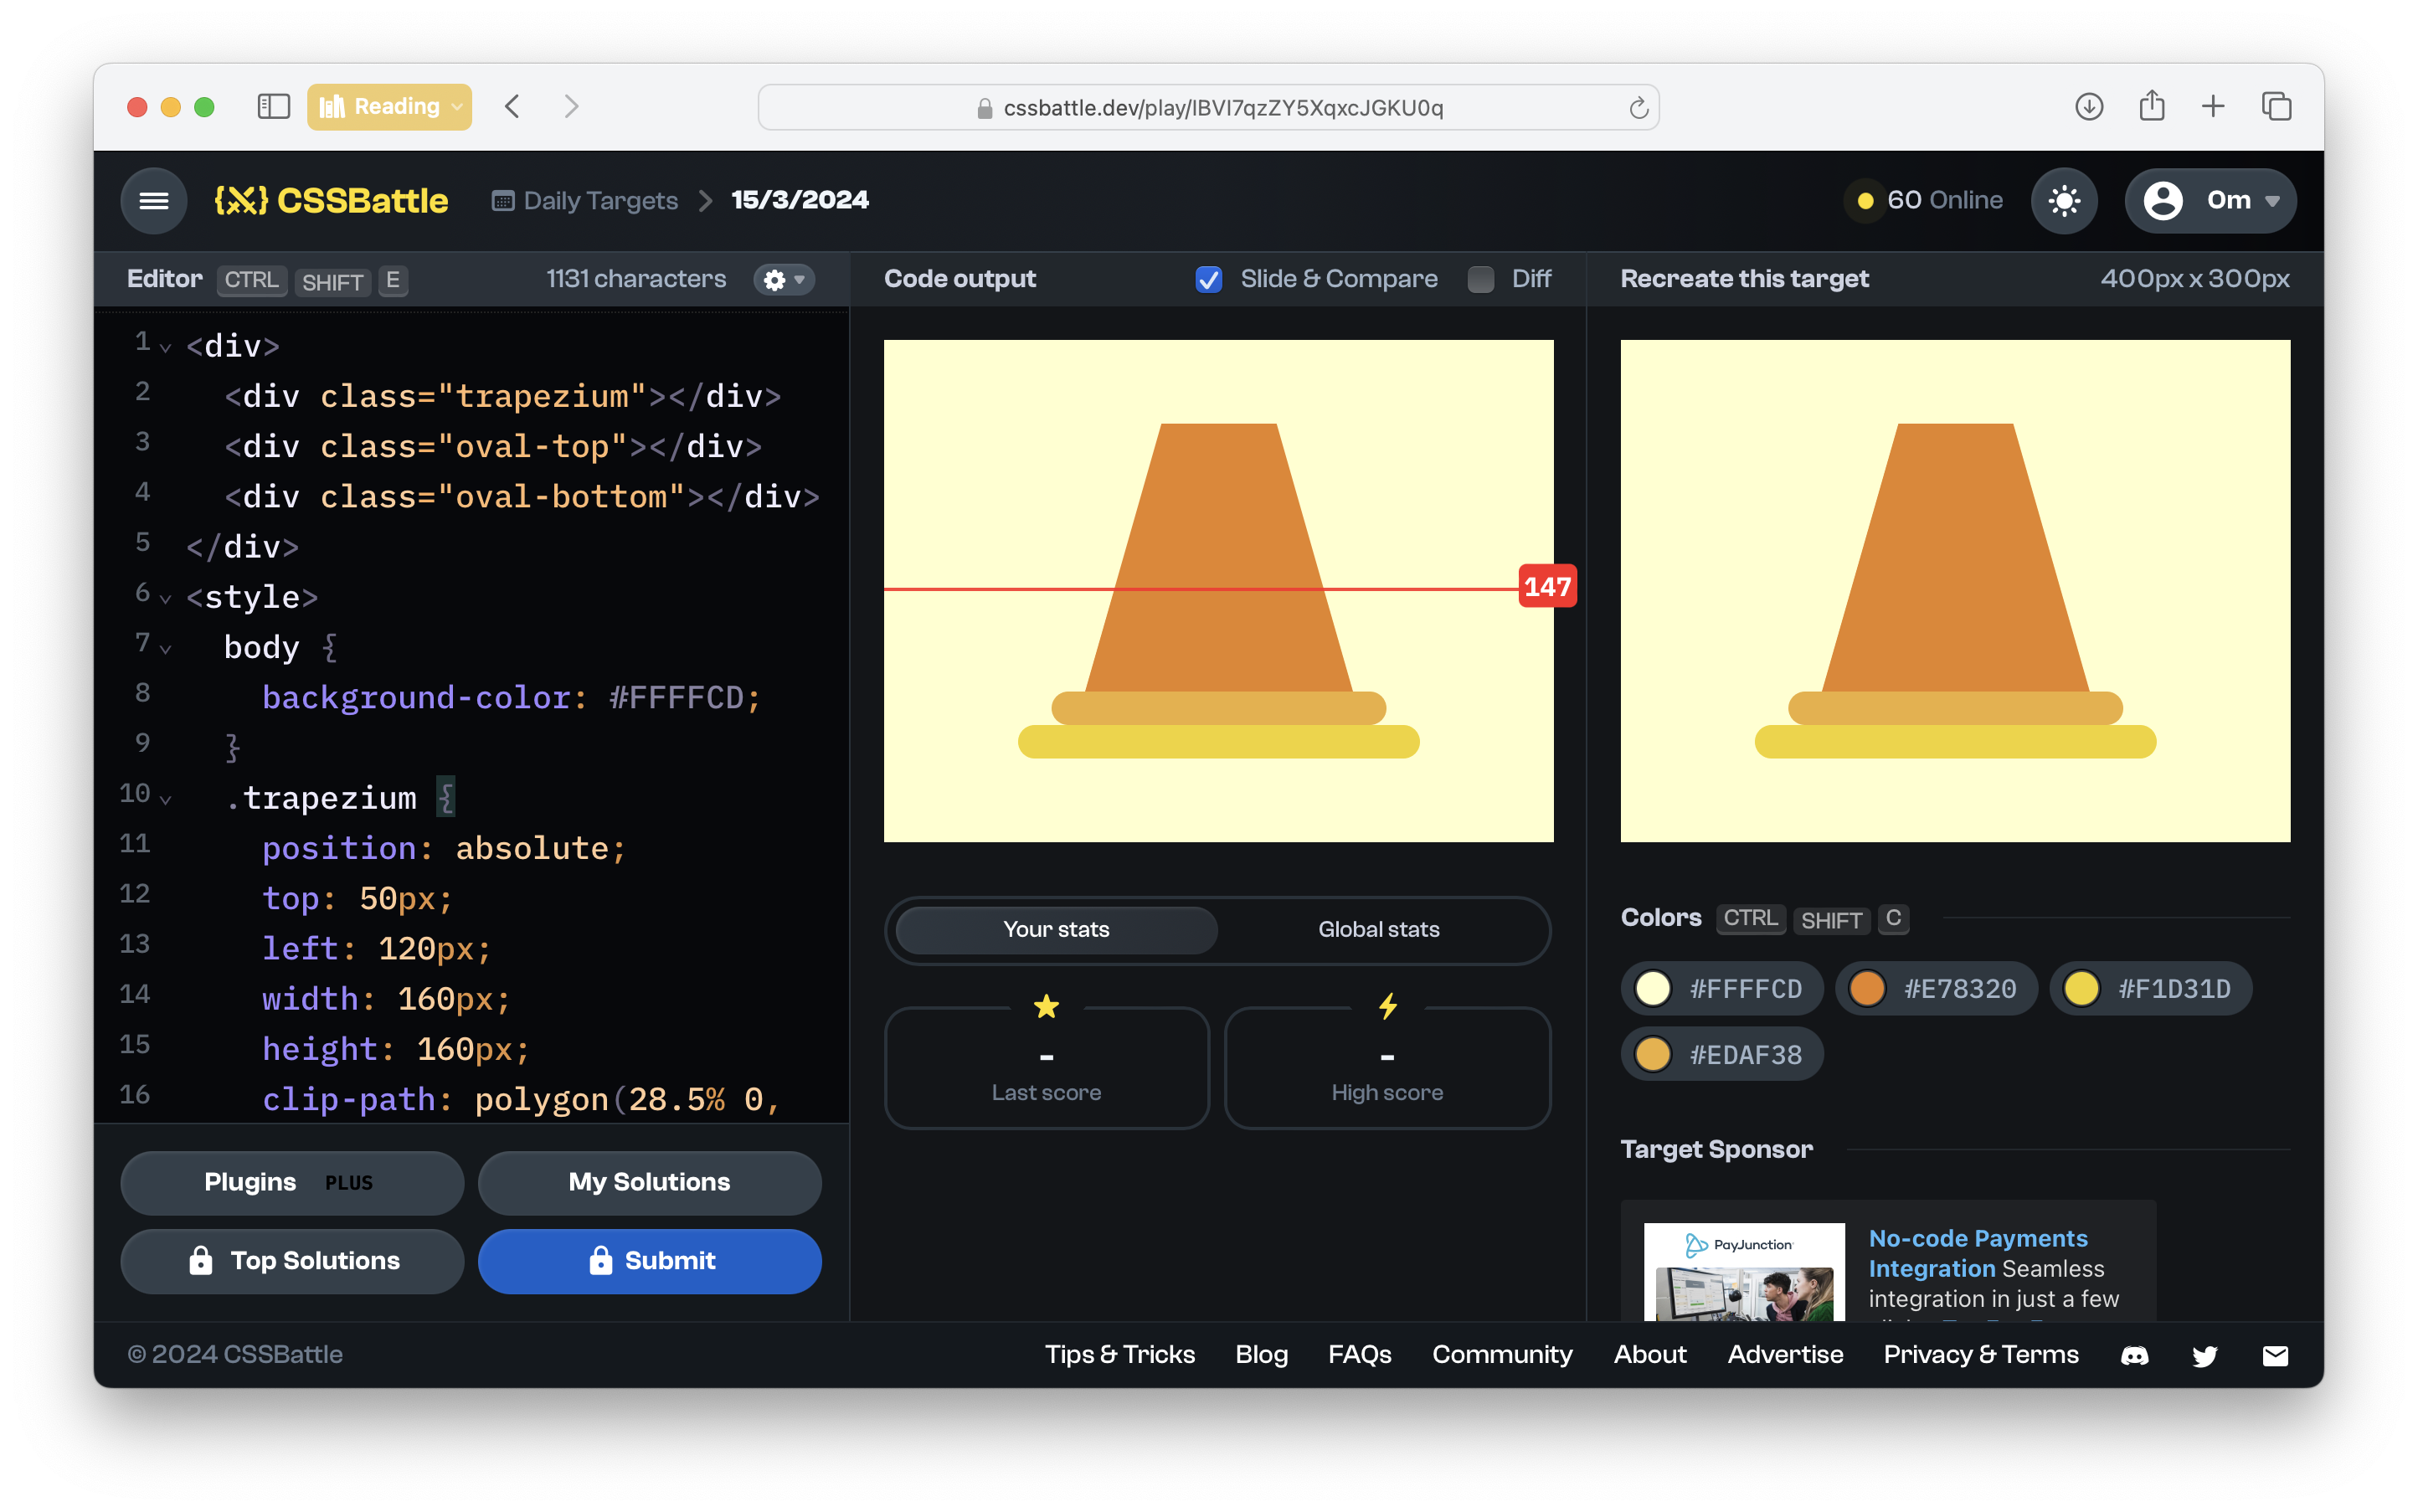 Reading
cssbattle.dev/play/IBVI7qzZY5XqxcJGKU0q
{X} CSSBattle
Daily Targets
15/3/2024
60 Online
0m
Editor CTRL SHIFT E
1131 characters
Code output
Slide & Compare
Diff
Recreate this target
400px x 300px
1 <div>
2 <div class="trapezium"></div>
3 <div class="oval-top"></div>
4 <div class="oval-bottom"></div>
5 </div>
6 <style>
7 body {
8 background-color: #FFFFCD;
9 }
10 .trapezium {
11 position: absolute;
12 top: 50px;
13 left: 120px;
14 width: 160px;
15 height: 160px;
16 clip-path: polygon(28.5% 0,
147
Your stats
Global stats
-
Last score
-
High score
Colors CTRL SHIFT C
#FFFFCD
#E78320
#F1D31D
#EDAF38
Target Sponsor
PayJunction
No-code Payments
Integration Seamless
integration in just a few
Plugins PLUS
My Solutions
Top Solutions
Submit
© 2024 CSSBattle
Tips & Tricks
Blog
FAQs
Community
About
Advertise
Privacy & Terms